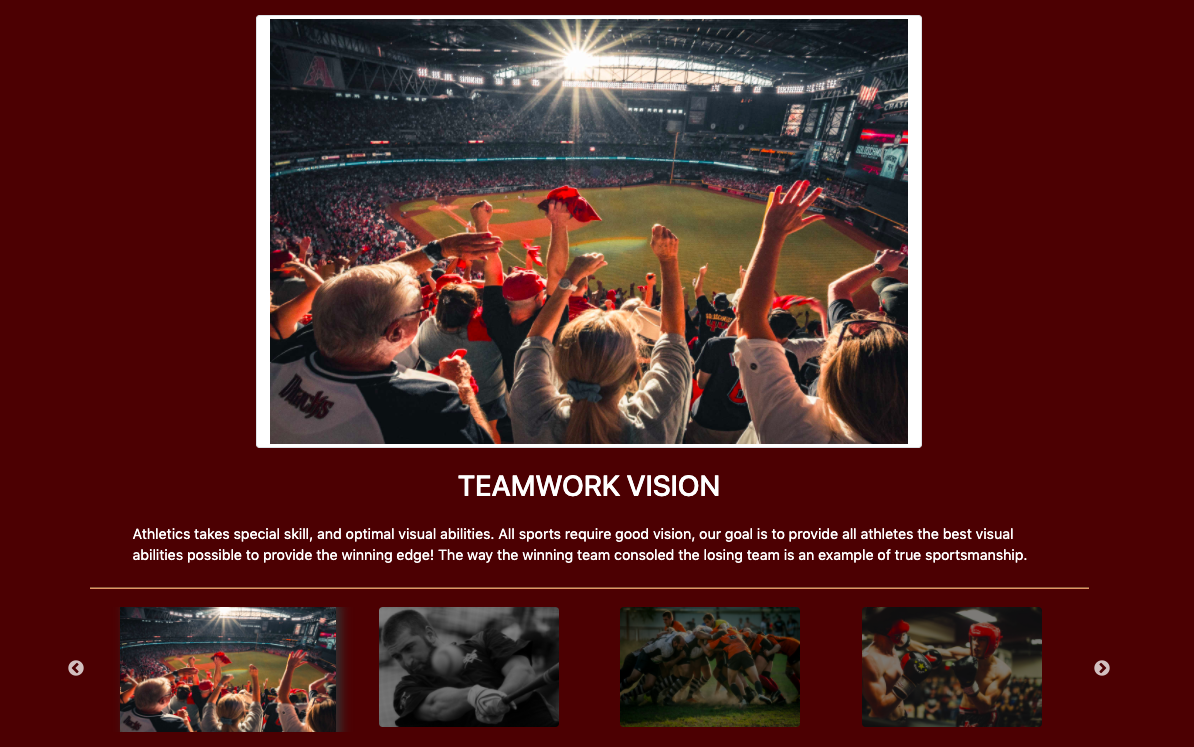 Dbacks
TEAMWORK VISION
Athletics takes special skill, and optimal visual abilities. All sports require good vision, our goal is to provide all athletes the best visual
abilities possible to provide the winning edge! The way the winning team consoled the losing team is an example of true sportsmanship.